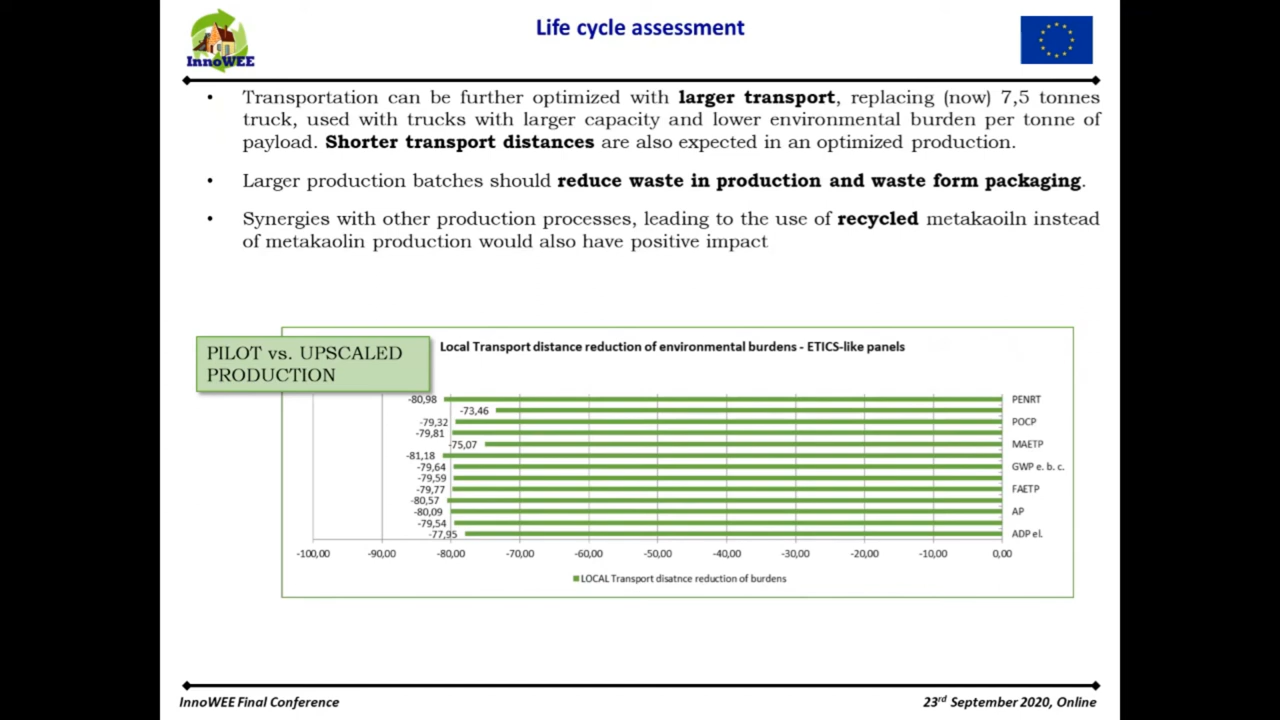 Life cycle assessment
InnoWEE
• Transportation can be further optimized with larger transport, replacing (now) 7,5 tonnes
truck, used with trucks with larger capacity and lower environmental burden per tonne of
payload. Shorter transport distances are also expected in an optimized production.
• Larger production batches should reduce waste in production and waste form packaging.
• Synergies with other production processes, leading to the use of recycled metakaoiln instead
of metakaolin production would also have positive impact
PILOT vs. UPSCALED
PRODUCTION
Local Transport distance reduction of environmental burdens - ETICS-like panels
-80,98 PENRT
-73,46
-79,32 POCP
-79,81
-75,07 MAETP
-81,18
-79,64 GWP e. b. c.
-79,59
-79,77 FAETP
-80,57
-80,09 AP
-79,54
-77,95 ADP el.
-100,00 -90,00 -80,00 -70,00 -60,00 -50,00 -40,00 -30,00 -20,00 -10,00 0,00
LOCAL Transport disatnce reduction of burdens
InnoWEE Final Conference
23rd September 2020, Online